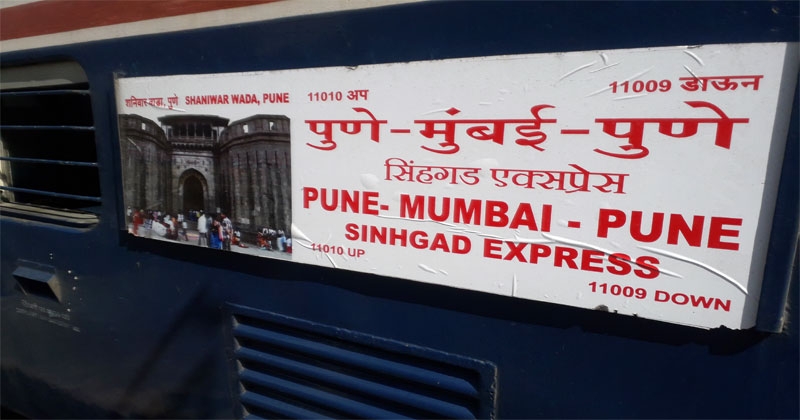 शनिवार वाडा, पुणे SHANIWAR WADA, PUNE
11010 अप
11009 डाऊन
पुणे-मुंबई-पुणे
सिंहगड एक्सप्रेस
PUNE- MUMBAI - PUNE
SINHGAD EXPRESS
11010 UP
11009 DOWN